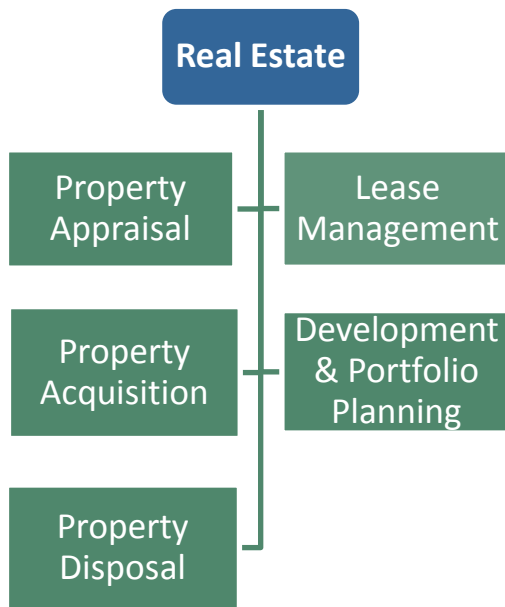 Real Estate
Property
Appraisal
Lease
Management
Property
Acquisition
Development
& Portfolio
Planning
Property
Disposal